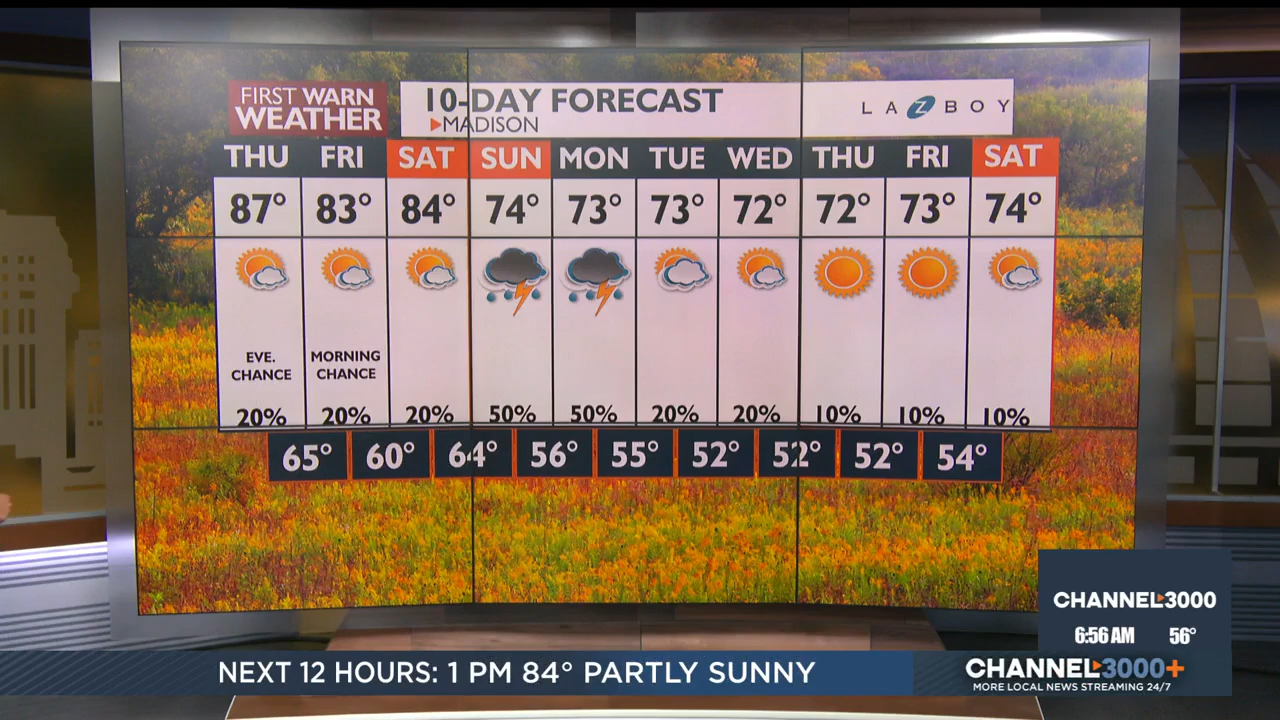 FIRST WARN
WEATHER
10-DAY FORECAST
MADISON
LA Z BOY
THU FRI SAT SUN MON TUE WED THU FRI SAT
87° 83° 84° 74° 73° 73° 72° 72° 73° 74°
EVE. MORNING
CHANCE CHANCE
20% 20% 20% 50% 50% 20% 20% 10% 10% 10%
65° 60° 64° 56° 55° 52° 52° 52° 54°
CHANNEL3000
6:56 AM 56°
NEXT 12 HOURS: 1 PM 84° PARTLY SUNNY
CHANNEL3000+
MORE LOCAL NEWS STREAMING 24/7